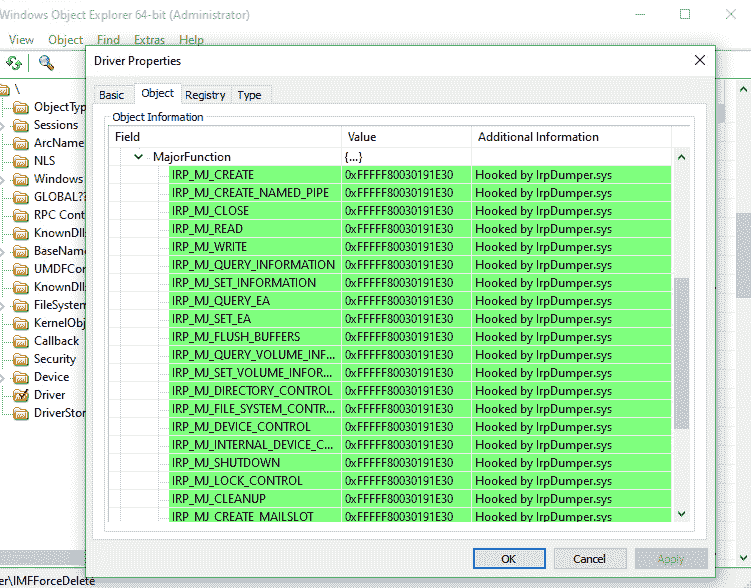 Windows Object Explorer 64-bit (Administrator)
View Object Find Extras Help
\
ObjectTyp
Sessions
ArcName
NLS
Windows
GLOBAL??
RPC Cont
KnownDll
BaseName
UMDFCor
KnownDll
FileSystem
KernelObj
Callback
Security
Device
Driver
DriverStor
Driver Properties
Basic Object Registry Type
Object Information
Field Value Additional Information
MajorFunction {...}
IRP_MJ_CREATE 0xFFFFF80030191E30 Hooked by IrpDumper.sys
IRP_MJ_CREATE_NAMED_PIPE 0xFFFFF80030191E30 Hooked by IrpDumper.sys
IRP_MJ_CLOSE 0xFFFFF80030191E30 Hooked by IrpDumper.sys
IRP_MJ_READ 0xFFFFF80030191E30 Hooked by IrpDumper.sys
IRP_MJ_WRITE 0xFFFFF80030191E30 Hooked by IrpDumper.sys
IRP_MJ_QUERY_INFORMATION 0xFFFFF80030191E30 Hooked by IrpDumper.sys
IRP_MJ_SET_INFORMATION 0xFFFFF80030191E30 Hooked by IrpDumper.sys
IRP_MJ_QUERY_EA 0xFFFFF80030191E30 Hooked by IrpDumper.sys
IRP_MJ_SET_EA 0xFFFFF80030191E30 Hooked by IrpDumper.sys
IRP_MJ_FLUSH_BUFFERS 0xFFFFF80030191E30 Hooked by IrpDumper.sys
IRP_MJ_QUERY_VOLUME_INF... 0xFFFFF80030191E30 Hooked by IrpDumper.sys
IRP_MJ_SET_VOLUME_INFOR... 0xFFFFF80030191E30 Hooked by IrpDumper.sys
IRP_MJ_DIRECTORY_CONTROL 0xFFFFF80030191E30 Hooked by IrpDumper.sys
IRP_MJ_FILE_SYSTEM_CONTR... 0xFFFFF80030191E30 Hooked by IrpDumper.sys
IRP_MJ_DEVICE_CONTROL 0xFFFFF80030191E30 Hooked by IrpDumper.sys
IRP_MJ_INTERNAL_DEVICE_C... 0xFFFFF80030191E30 Hooked by IrpDumper.sys
IRP_MJ_SHUTDOWN 0xFFFFF80030191E30 Hooked by IrpDumper.sys
IRP_MJ_LOCK_CONTROL 0xFFFFF80030191E30 Hooked by IrpDumper.sys
IRP_MJ_CLEANUP 0xFFFFF80030191E30 Hooked by IrpDumper.sys
IRP_MJ_CREATE_MAILSLOT 0xFFFFF80030191E30 Hooked by IrpDumper.sys
OK Cancel Apply
er\IMFForceDelete